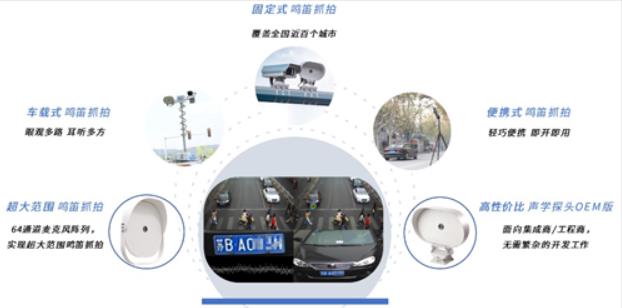 固定式 鸣笛抓拍
覆盖全国近百个城市
车载式 鸣笛抓拍
眼观多路 耳听多方
便携式 鸣笛抓拍
轻巧便携 即开即用
超大范围 鸣笛抓拍
64通道麦克风阵列,
实现超大范围鸣笛抓拍
高性价比 声学探头OEM版
面向集成商/工程商,
无需繁杂的开发工作
苏B A0